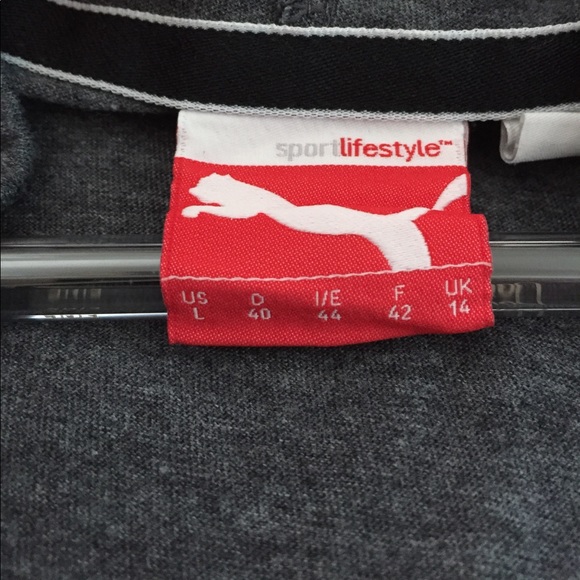 sportlifestyle™
US D I/E F UK
L 40 44 42 14